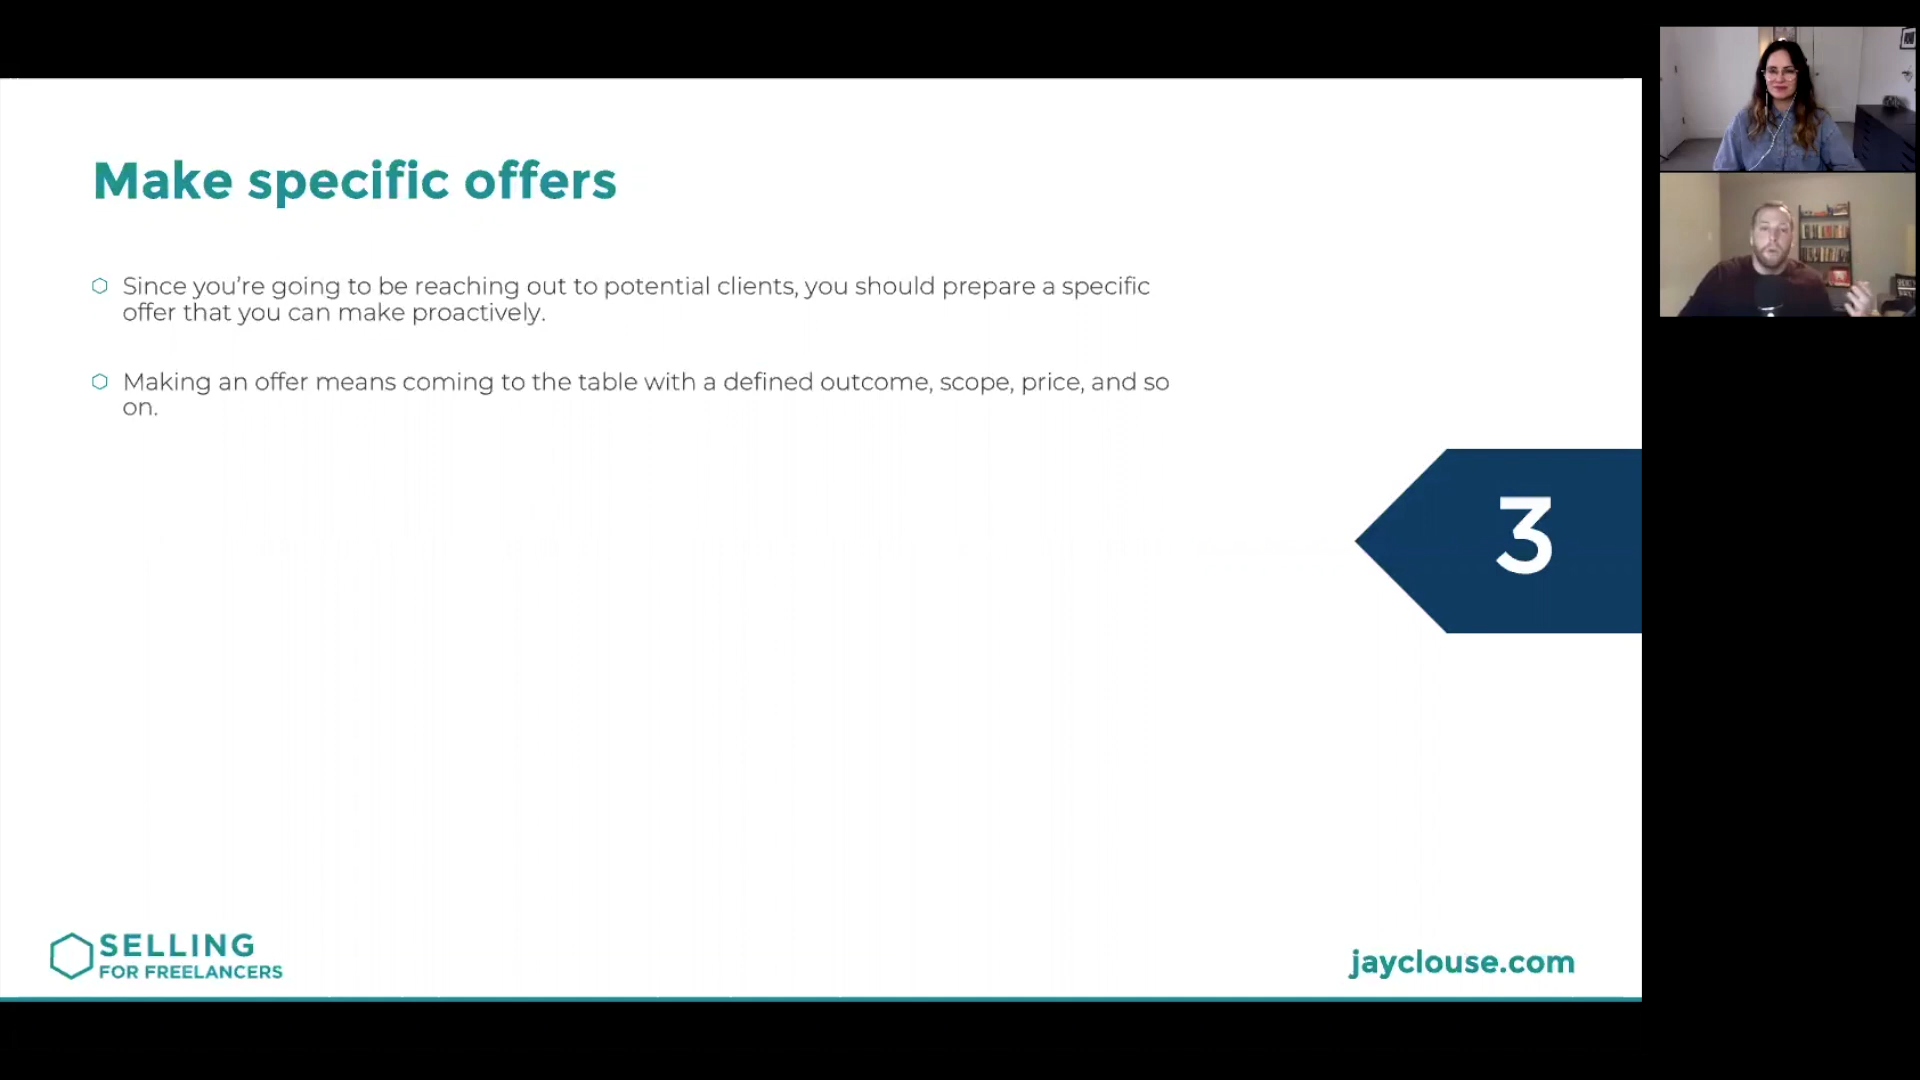 Make specific offers
Since you’re going to be reaching out to potential clients, you should prepare a specific
offer that you can make proactively.
Making an offer means coming to the table with a defined outcome, scope, price, and so
on.
3
SELLING
FOR FREELANCERS
jayclouse.com